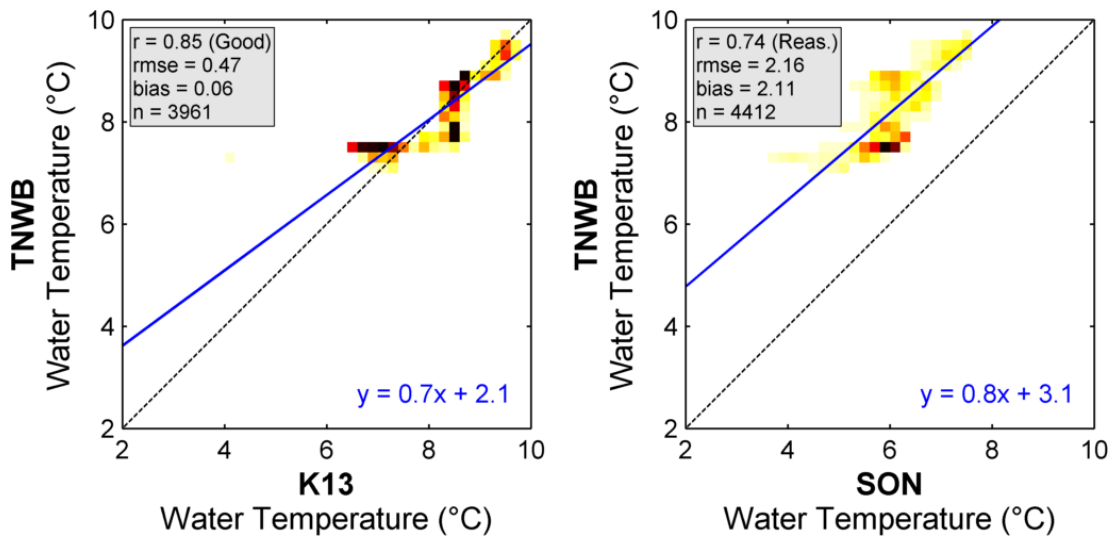 10
8
6
4
2
TNWB
Water Temperature (°C)
r = 0.85 (Good)
rmse = 0.47
bias = 0.06
n = 3961
y = 0.7x + 2.1
2 4 6 8 10
K13
Water Temperature (°C)
10
8
6
4
2
TNWB
Water Temperature (°C)
r = 0.74 (Reas.)
rmse = 2.16
bias = 2.11
n = 4412
y = 0.8x + 3.1
2 4 6 8 10
SON
Water Temperature (°C)